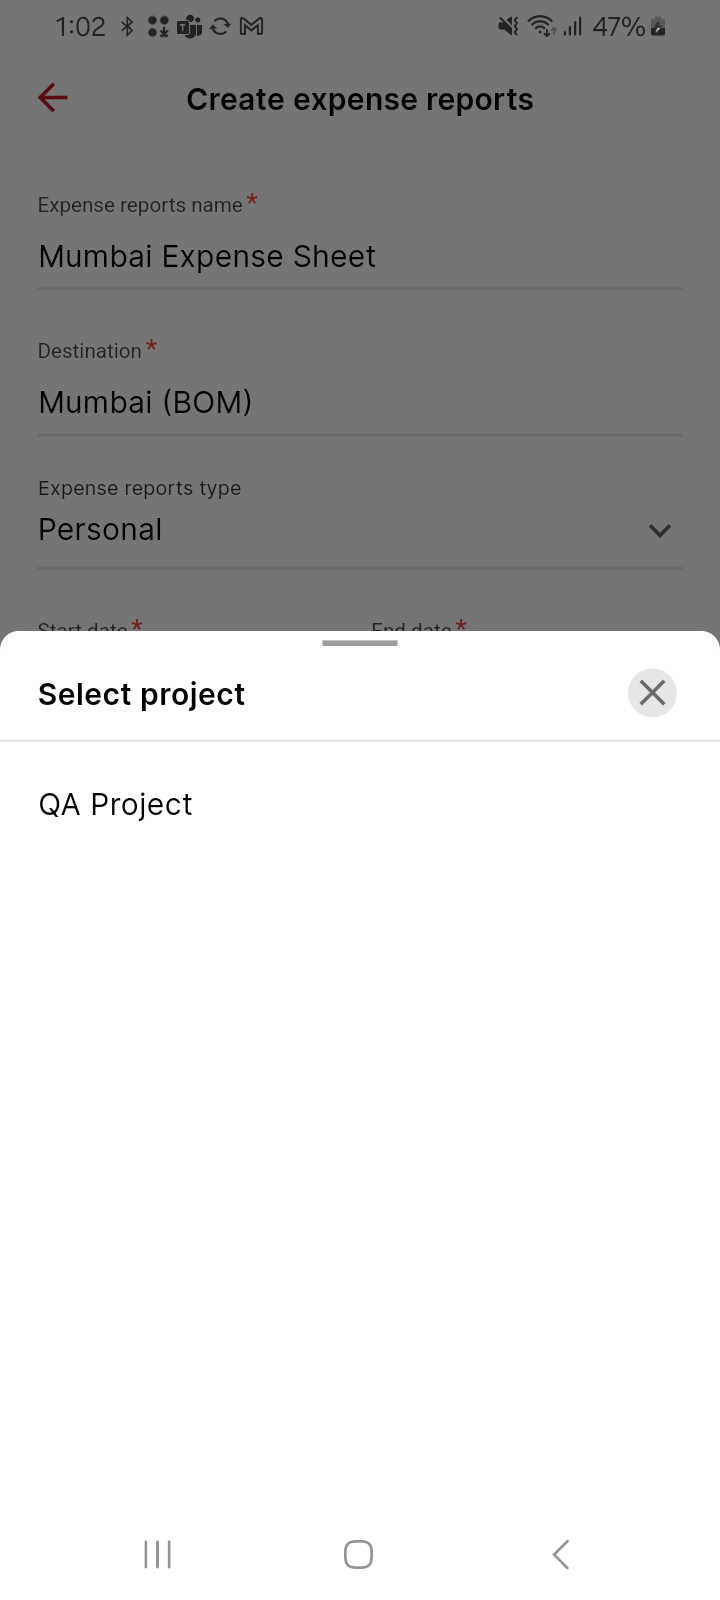 1:02 47%
Create expense reports
Expense reports name *
Mumbai Expense Sheet
Destination *
Mumbai (BOM)
Expense reports type
Personal
Start date * End date *
Select project
QA Project